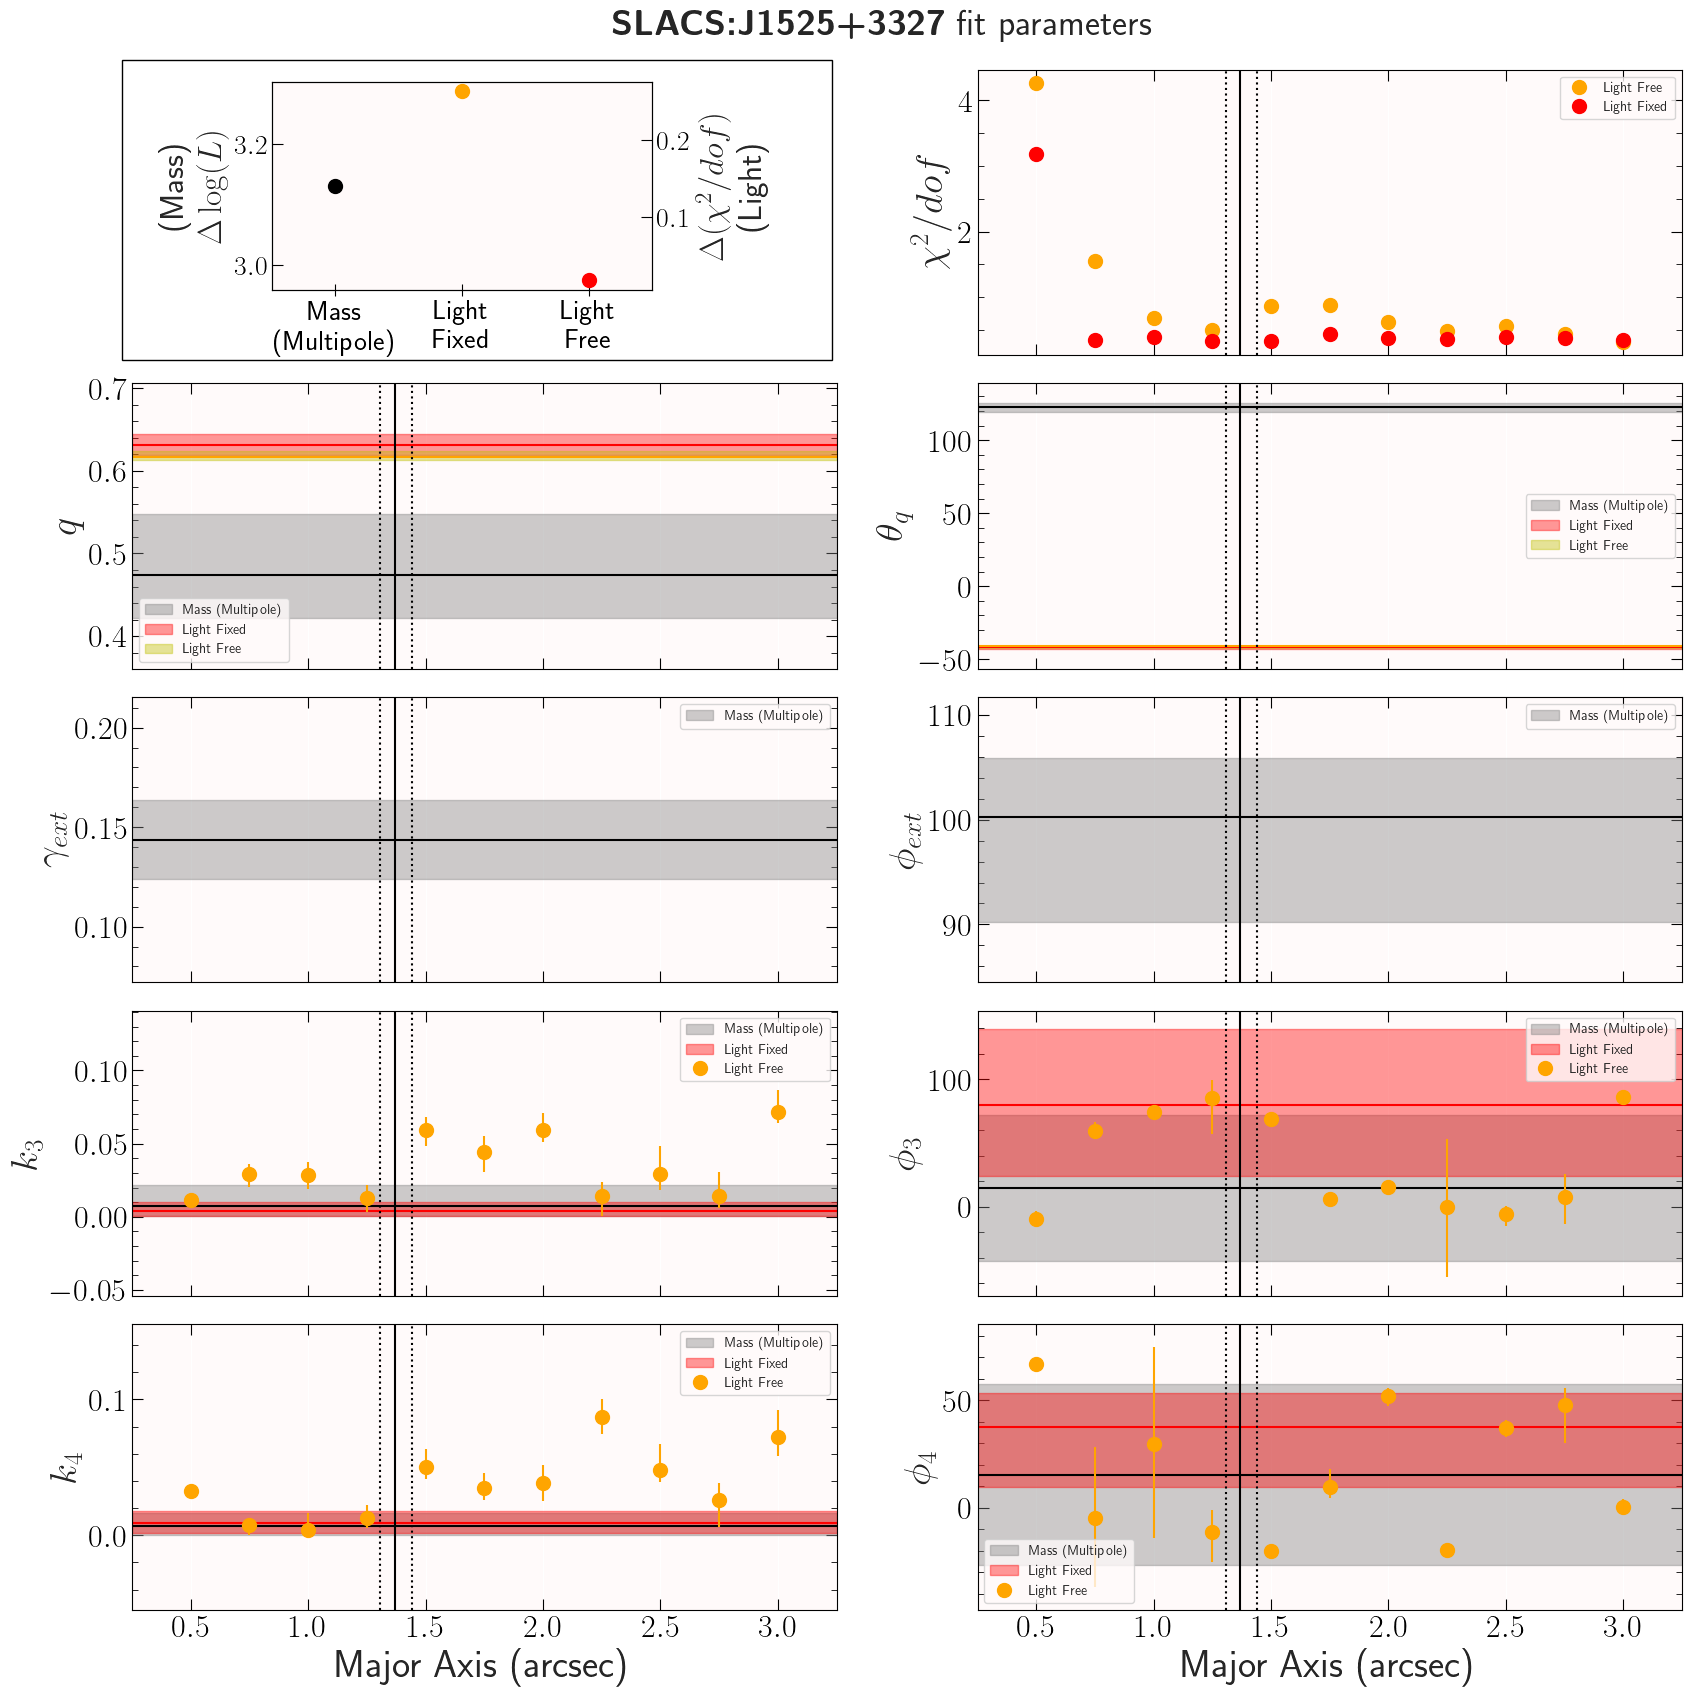 SLACS:J1525+3327 fit parameters
(Mass)
Δ log(L)
3.2
3.0
0.2
0.1
Δ(χ²/dof)
(Light)
Mass
(Multipole)
Light
Fixed
Light
Free
χ²/dof
4
2
Light Free
Light Fixed
q
0.7
0.6
0.5
0.4
Mass (Multipole)
Light Fixed
Light Free
θ_q
100
50
0
−50
Mass (Multipole)
Light Fixed
Light Free
γ_ext
0.20
0.15
0.10
Mass (Multipole)
ϕ_ext
110
100
90
Mass (Multipole)
k₃
0.10
0.05
0.00
−0.05
Mass (Multipole)
Light Fixed
Light Free
ϕ₃
100
0
Mass (Multipole)
Light Fixed
Light Free
k₄
0.1
0.0
Mass (Multipole)
Light Fixed
Light Free
0.5 1.0 1.5 2.0 2.5 3.0
Major Axis (arcsec)
ϕ₄
50
0
Mass (Multipole)
Light Fixed
Light Free
0.5 1.0 1.5 2.0 2.5 3.0
Major Axis (arcsec)